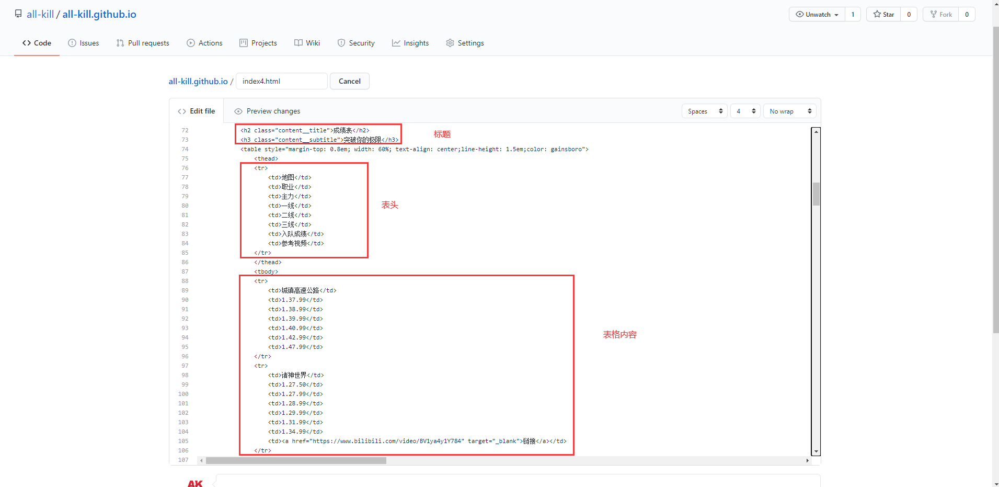 all-kill / all-kill.github.io
Unwatch 1
Star 0
Fork 0
Code
Issues
Pull requests
Actions
Projects
Wiki
Security
Insights
Settings
all-kill.github.io / index4.html Cancel
Edit file
Preview changes
Spaces 4 No wrap
72 <h2 class="content__title">成绩表</h2>
标题
73 <h3 class="content__subtitle">突破你的极限</h3>
74 <table style="margin-top: 0.8em; width: 60%; text-align: center;line-height: 1.5em;color: gainsboro">
75 <thead>
76 <tr>
77 <td>地图</td>
78 <td>职业</td>
79 <td>主力</td>
80 <td>一线</td>
表头
81 <td>二线</td>
82 <td>三线</td>
83 <td>入队成绩</td>
84 <td>参考视频</td>
85 </tr>
86 </thead>
87 <tbody>
88 <tr>
89 <td>城镇高速公路</td>
90 <td>1.37.99</td>
91 <td>1.38.99</td>
92 <td>1.39.99</td>
93 <td>1.40.99</td>
表格内容
94 <td>1.42.99</td>
95 <td>1.47.99</td>
96 </tr>
97 <tr>
98 <td>诸神世界</td>
99 <td>1.27.50</td>
100 <td>1.27.99</td>
101 <td>1.28.99</td>
102 <td>1.29.99</td>
103 <td>1.31.99</td>
104 <td>1.34.99</td>
105 <td><a href="https://www.bilibili.com/video/BV1ya4y1Y784" target="_blank">链接</a></td>
106 </tr>
107
AK